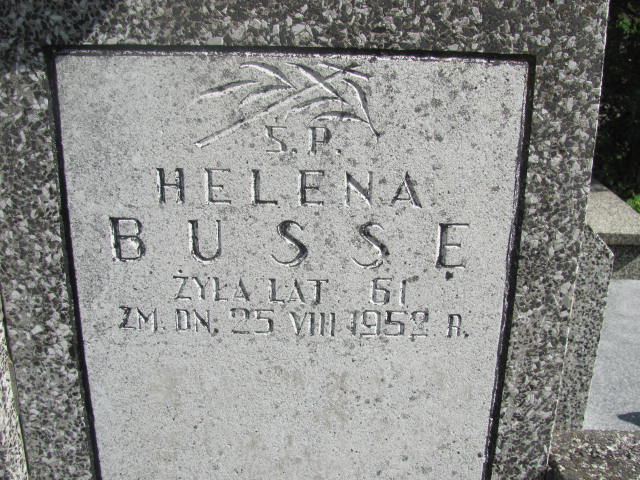 Ś.P.
HELENA
BUSSE
ŻYŁA LAT 61
ZM. DN. 25 VIII 1952 R.